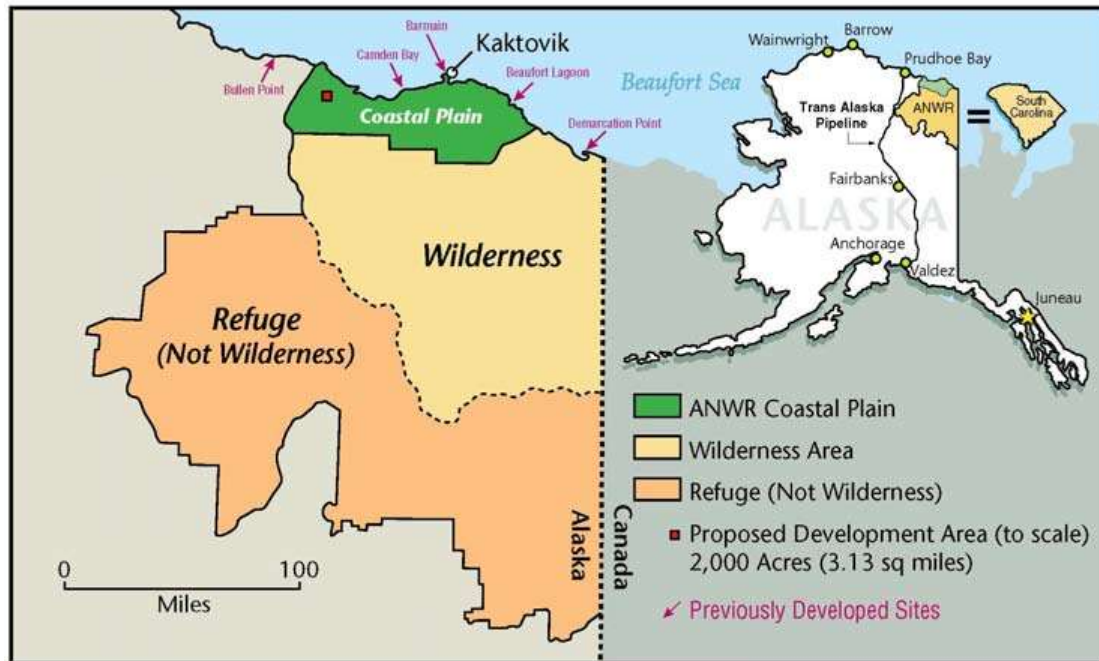 Barmain
Kaktovik
Camden Bay
Beaufort Lagoon
Bullen Point
Coastal Plain
Demarcation Point
Wilderness
Refuge
(Not Wilderness)
Alaska
Canada
0
100
Miles
Beaufort Sea
Barrow
Wainwright
Prudhoe Bay
Trans Alaska
Pipeline
ANWR
=
South
Carolina
Fairbanks
ALASKA
Anchorage
Valdez
Juneau
ANWR Coastal Plain
Wilderness Area
Refuge (Not Wilderness)
Proposed Development Area (to scale)
2,000 Acres (3.13 sq miles)
Previously Developed Sites